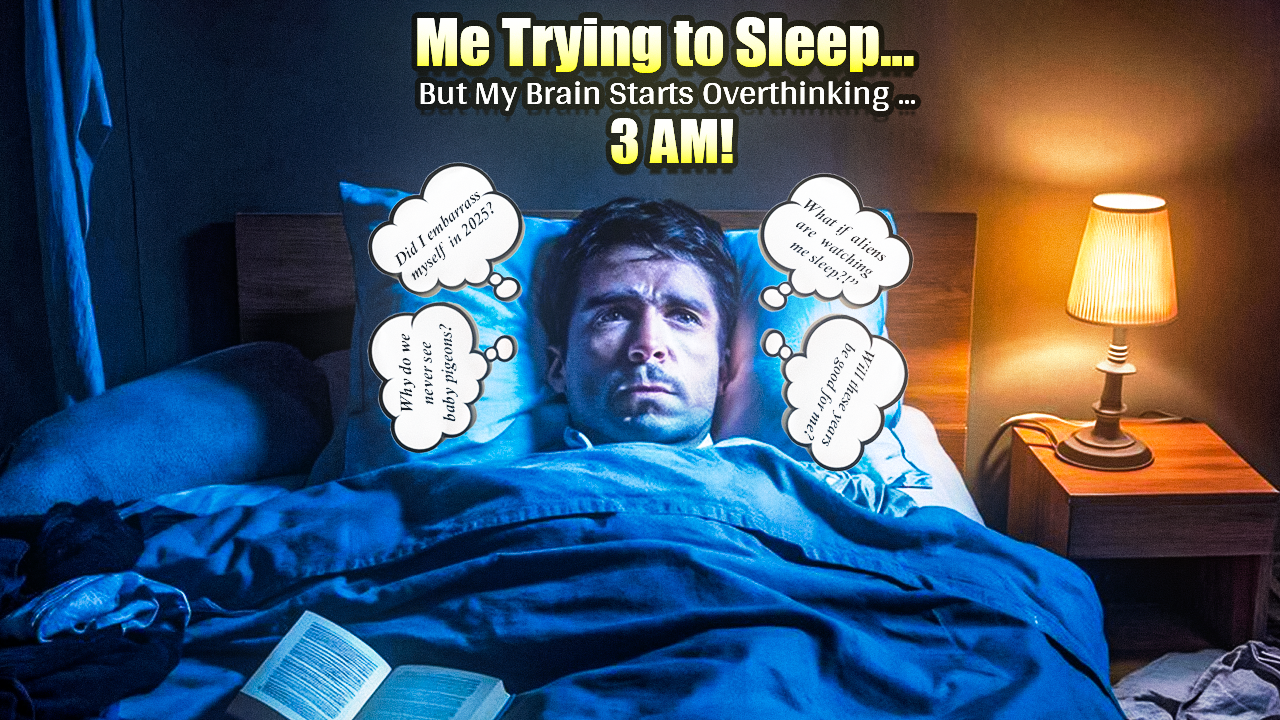 Me Trying to Sleep...
But My Brain Starts Overthinking ...
3 AM!
Did I embarrass
myself in 2025?
What if aliens
are watching
me sleep?!"
Why do we
never see
baby pigeons?
Will these years
be good for me?